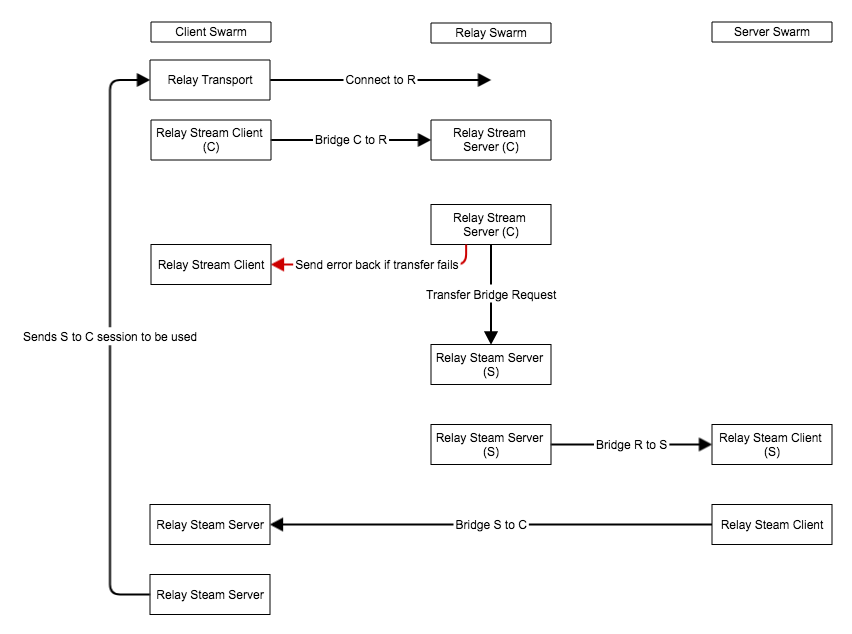 Client Swarm
Relay Swarm
Server Swarm
Relay Transport
Connect to R
Relay Stream Client
(C)
Bridge C to R
Relay Stream
Server (C)
Relay Stream
Server (C)
Relay Stream Client
Send error back if transfer fails
Transfer Bridge Request
Sends S to C session to be used
Relay Steam Server
(S)
Relay Steam Server
(S)
Bridge R to S
Relay Steam Client
(S)
Relay Steam Server
Bridge S to C
Relay Steam Client
Relay Steam Server